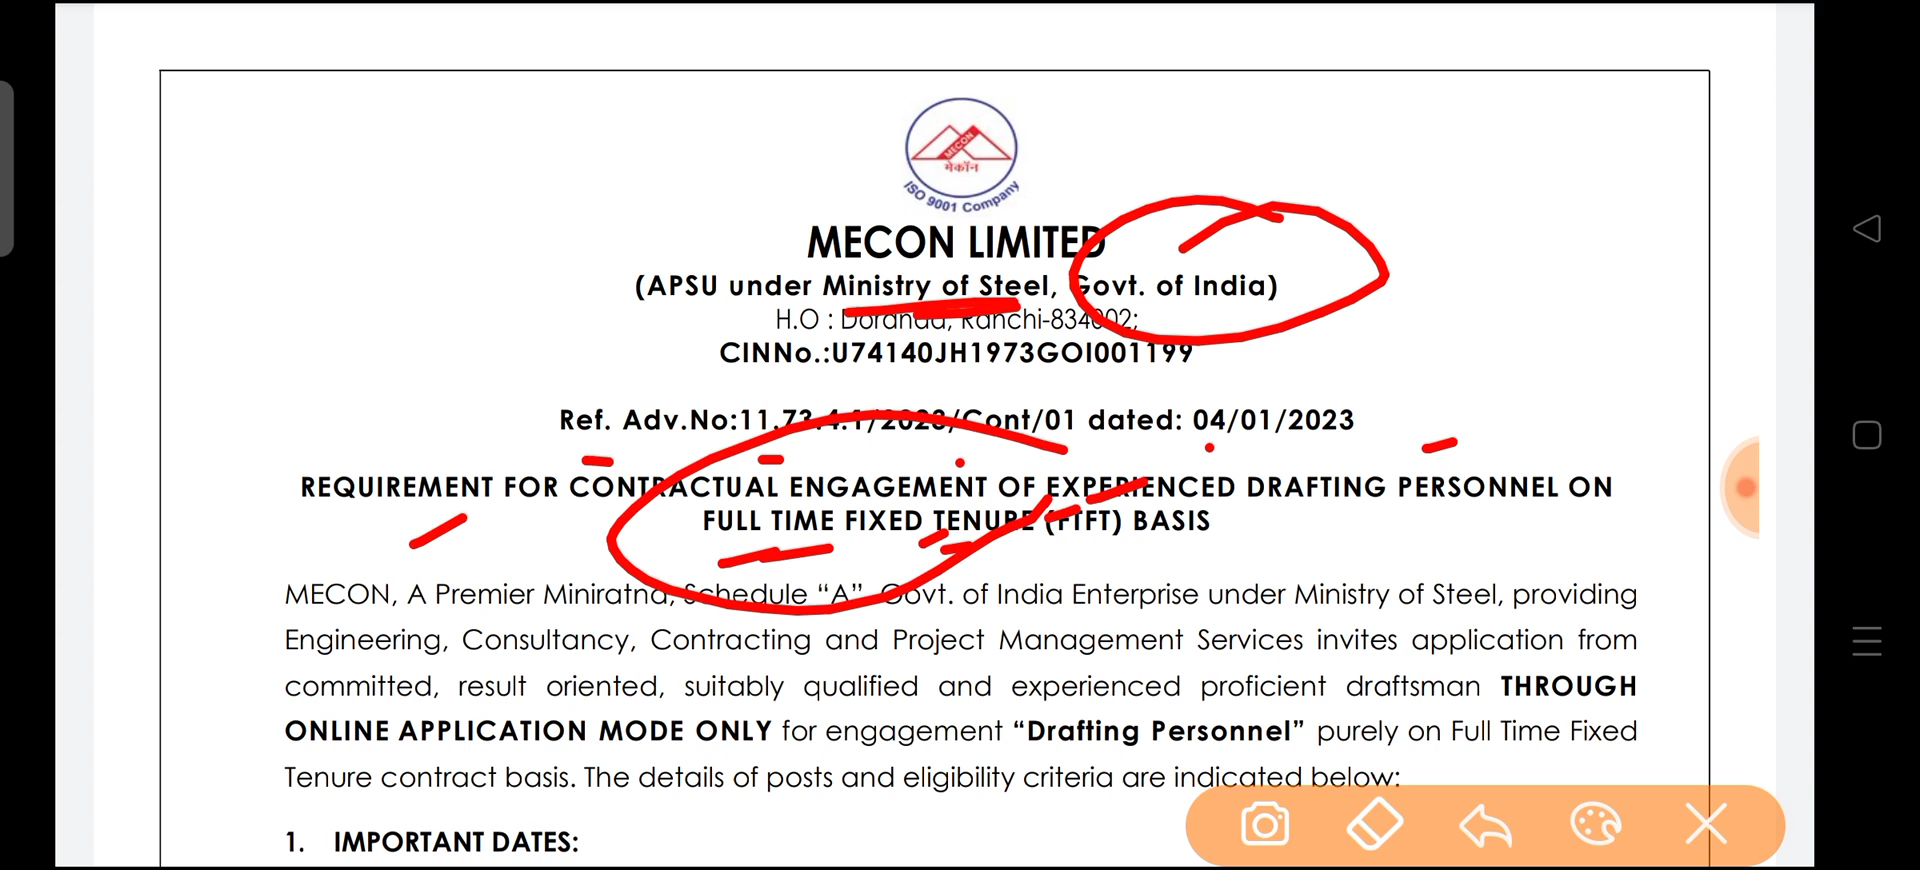 MECON
मेकॉन
ISO 9001 Company
MECON LIMITED
(APSU under Ministry of Steel, Govt. of India)
H.O : Doranda, Ranchi-834002;
CINNo.:U74140JH1973GOI001199
Ref. Adv.No:11.73.4.1/2023/Cont/01 dated: 04/01/2023
REQUIREMENT FOR CONTRACTUAL ENGAGEMENT OF EXPERIENCED DRAFTING PERSONNEL ON
FULL TIME FIXED TENURE (FTFT) BASIS
MECON, A Premier Miniratna, Schedule “A”, Govt. of India Enterprise under Ministry of Steel, providing
Engineering, Consultancy, Contracting and Project Management Services invites application from
committed, result oriented, suitably qualified and experienced proficient draftsman THROUGH
ONLINE APPLICATION MODE ONLY for engagement “Drafting Personnel” purely on Full Time Fixed
Tenure contract basis. The details of posts and eligibility criteria are indicated below:
1. IMPORTANT DATES: